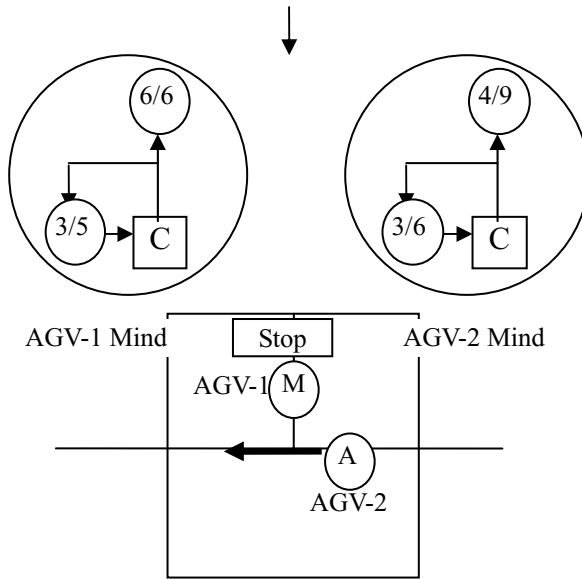 6/6
4/9
3/5
C
3/6
C
AGV-1 Mind
Stop
AGV-2 Mind
AGV-1
M
A
AGV-2